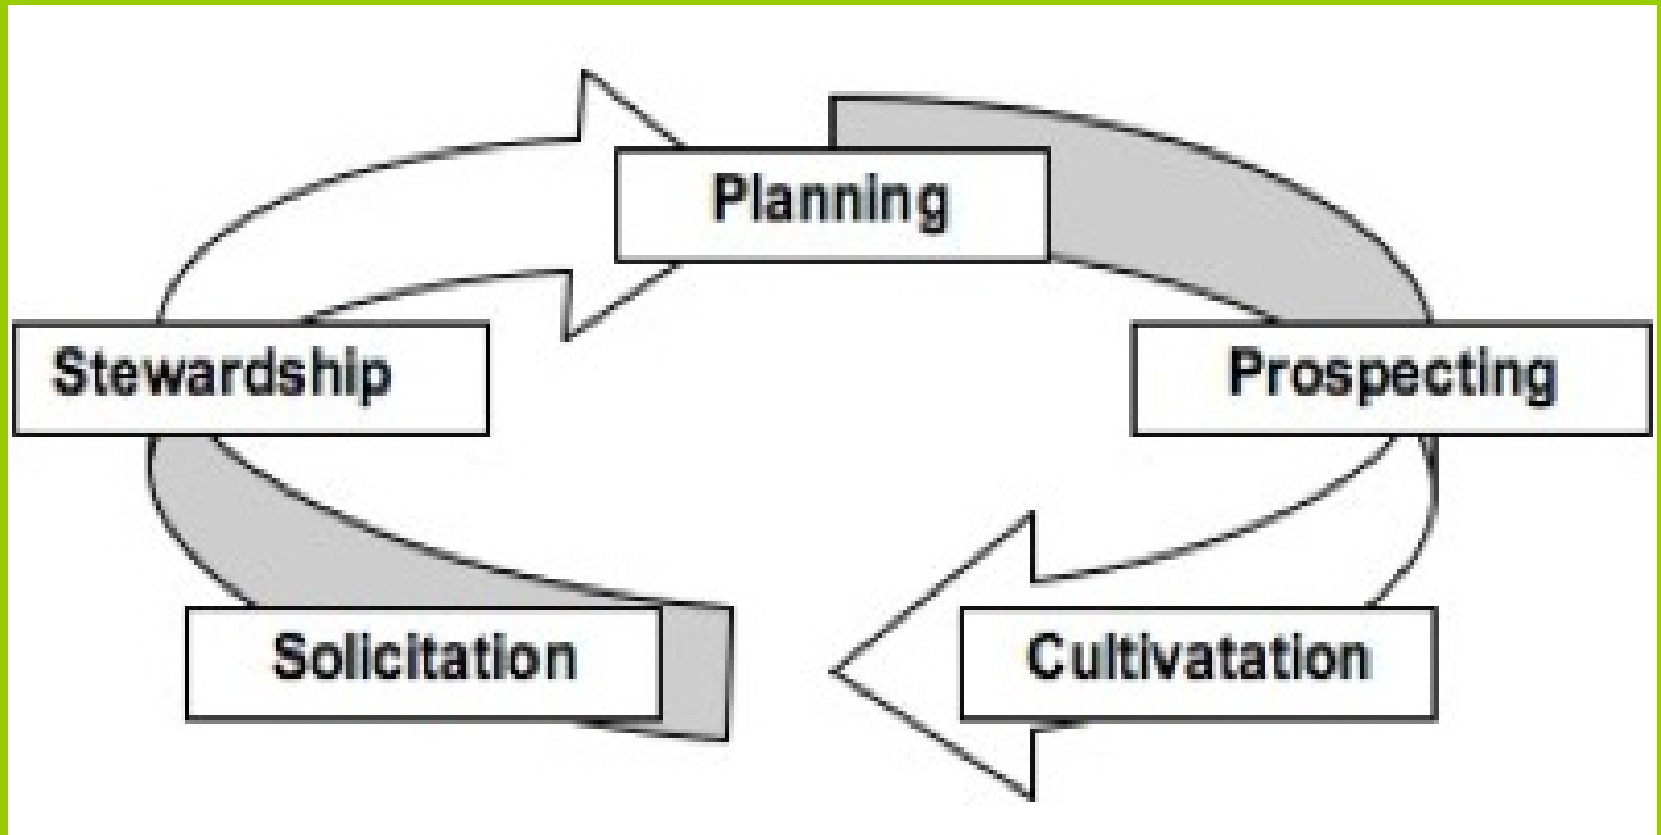 Planning
Stewardship
Prospecting
Solicitation
Cultivatation